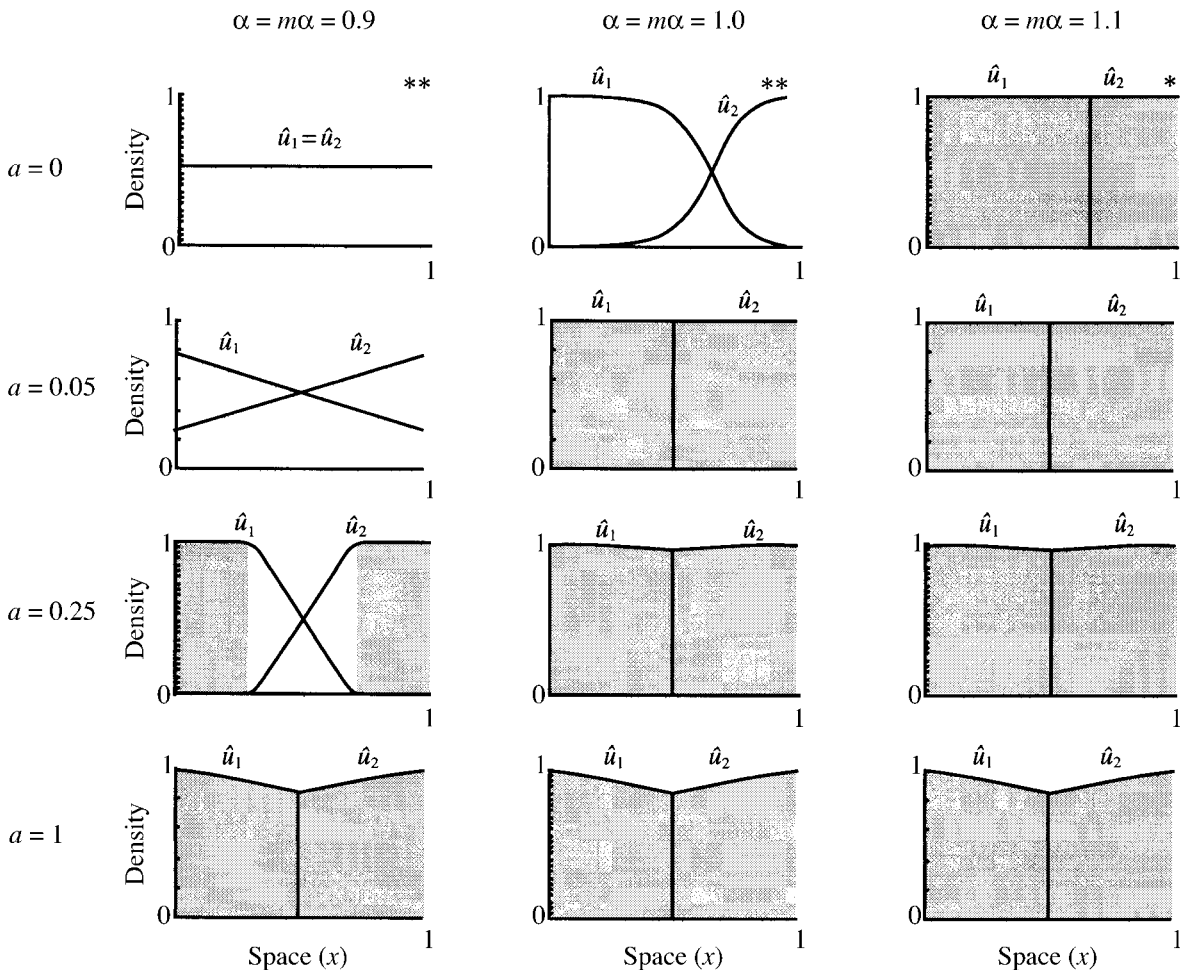 α = mα = 0.9
α = mα = 1.0
α = mα = 1.1
a = 0
Density
1
0
û₁ = û₂
**
1
1
0
û₁
û₂
**
1
1
0
û₁
û₂
*
1
a = 0.05
Density
1
0
û₁
û₂
1
1
0
û₁
û₂
1
1
0
û₁
û₂
1
a = 0.25
Density
1
0
û₁
û₂
1
1
0
û₁
û₂
1
1
0
û₁
û₂
1
a = 1
Density
1
0
û₁
û₂
1
Space (x)
1
0
û₁
û₂
1
Space (x)
1
0
û₁
û₂
1
Space (x)